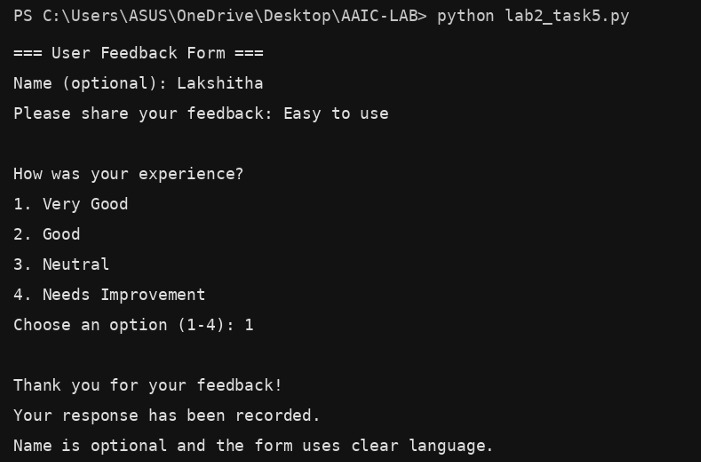 PS C:\Users\ASUS\OneDrive\Desktop\AAIC-LAB> python lab2_task5.py
=== User Feedback Form ===
Name (optional): Lakshitha
Please share your feedback: Easy to use
How was your experience?
1. Very Good
2. Good
3. Neutral
4. Needs Improvement
Choose an option (1-4): 1
Thank you for your feedback!
Your response has been recorded.
Name is optional and the form uses clear language.